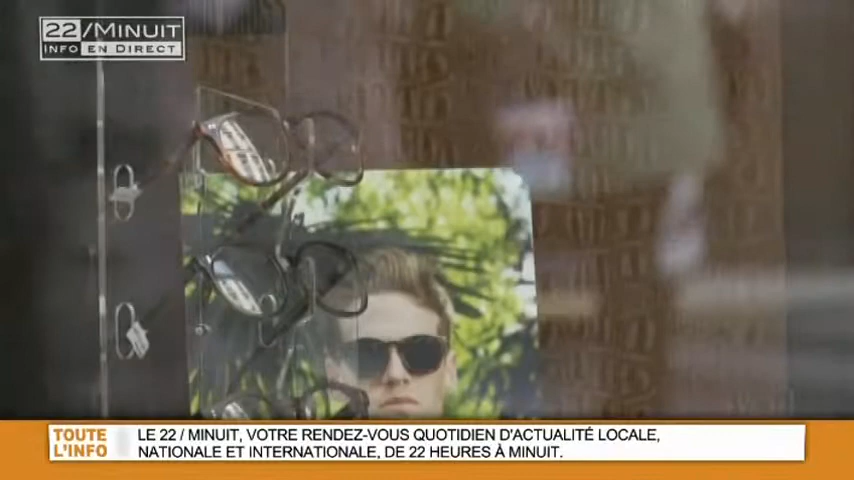 22/MINUIT
INFO EN DIRECT
TOUTE L'INFO
LE 22 / MINUIT, VOTRE RENDEZ-VOUS QUOTIDIEN D'ACTUALITÉ LOCALE,
NATIONALE ET INTERNATIONALE, DE 22 HEURES À MINUIT.